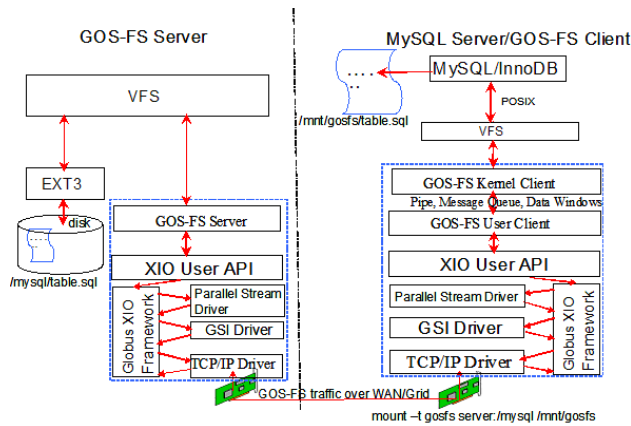 GOS-FS Server
VFS
EXT3
disk
/mysql/table.sql
GOS-FS Server
XIO User API
Globus XIO
Framework
Parallel Stream
Driver
GSI Driver
TCP/IP Driver
MySQL Server/GOS-FS Client
MySQL/InnoDB
/mnt/gosfs/table.sql
POSIX
VFS
GOS-FS Kernel Client
Pipe, Message Queue, Data Windows
GOS-FS User Client
XIO User API
Parallel Stream Driver
GSI Driver
TCP/IP Driver
Globus XIO
Framework
GOS-FS traffic over WAN/Grid
mount –t gosfs server:/mysql /mnt/gosfs